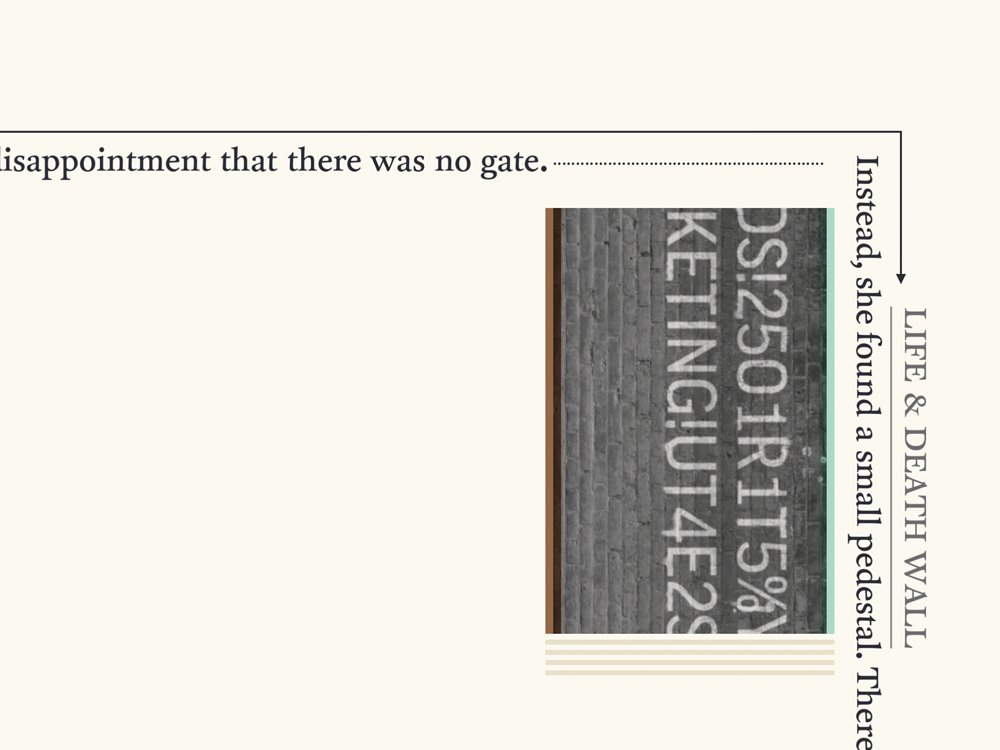 disappointment that there was no gate.
Instead, she found a small pedestal. There
LIFE & DEATH WALL
DS!2501R1T5%
KETING!UT4E2S